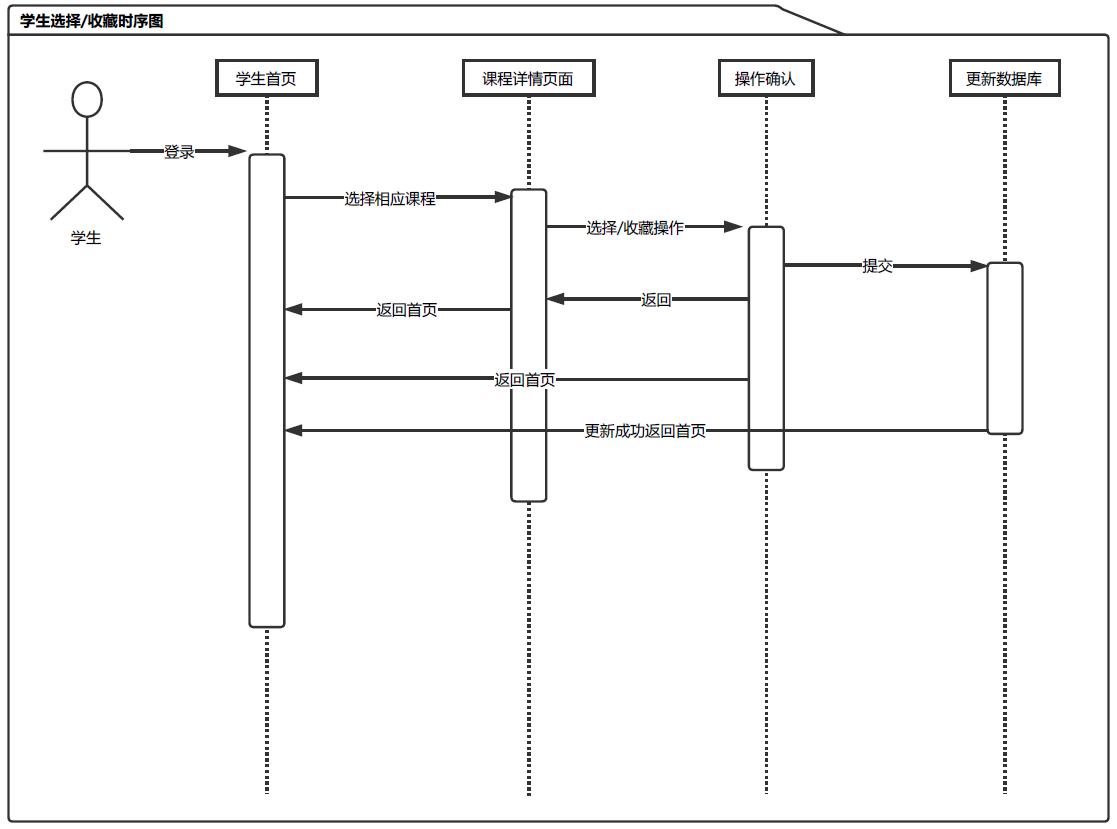 学生选择/收藏时序图
学生首页
课程详情页面
操作确认
更新数据库
登录
选择相应课程
选择/收藏操作
学生
提交
返回
返回首页
返回首页
更新成功返回首页